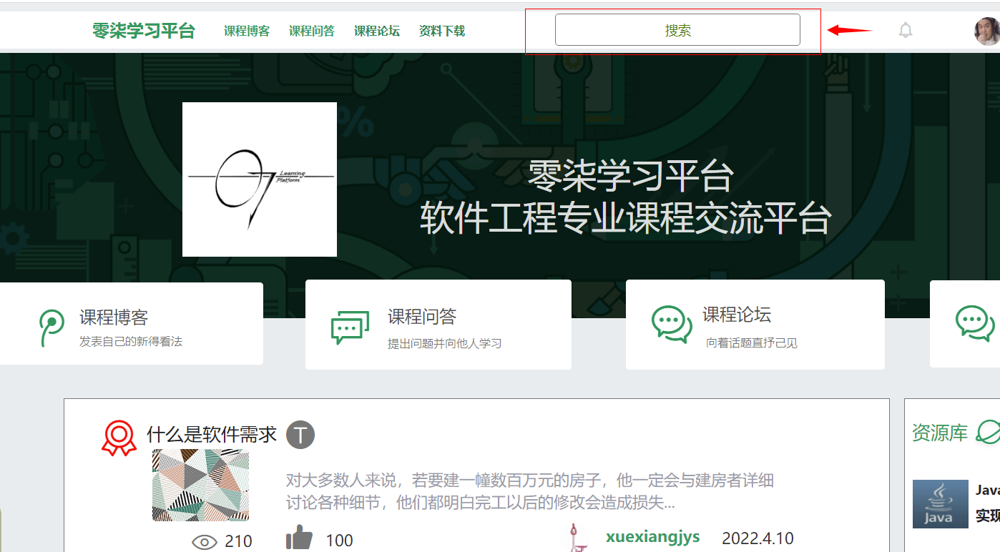 零柒学习平台
课程博客 课程问答 课程论坛 资料下载
搜索
%
Learning
Platform
零柒学习平台
软件工程专业课程交流平台
课程博客
发表自己的新得看法
课程问答
提出问题并向他人学习
课程论坛
向着话题直抒己见
什么是软件需求 T
对大多数人来说，若要建一幢数百万元的房子，他一定会与建房者详细
讨论各种细节，他们都明白完工以后的修改会造成损失...
210 100 xuexiangjys 2022.4.10
资源库
Java
Java
实现